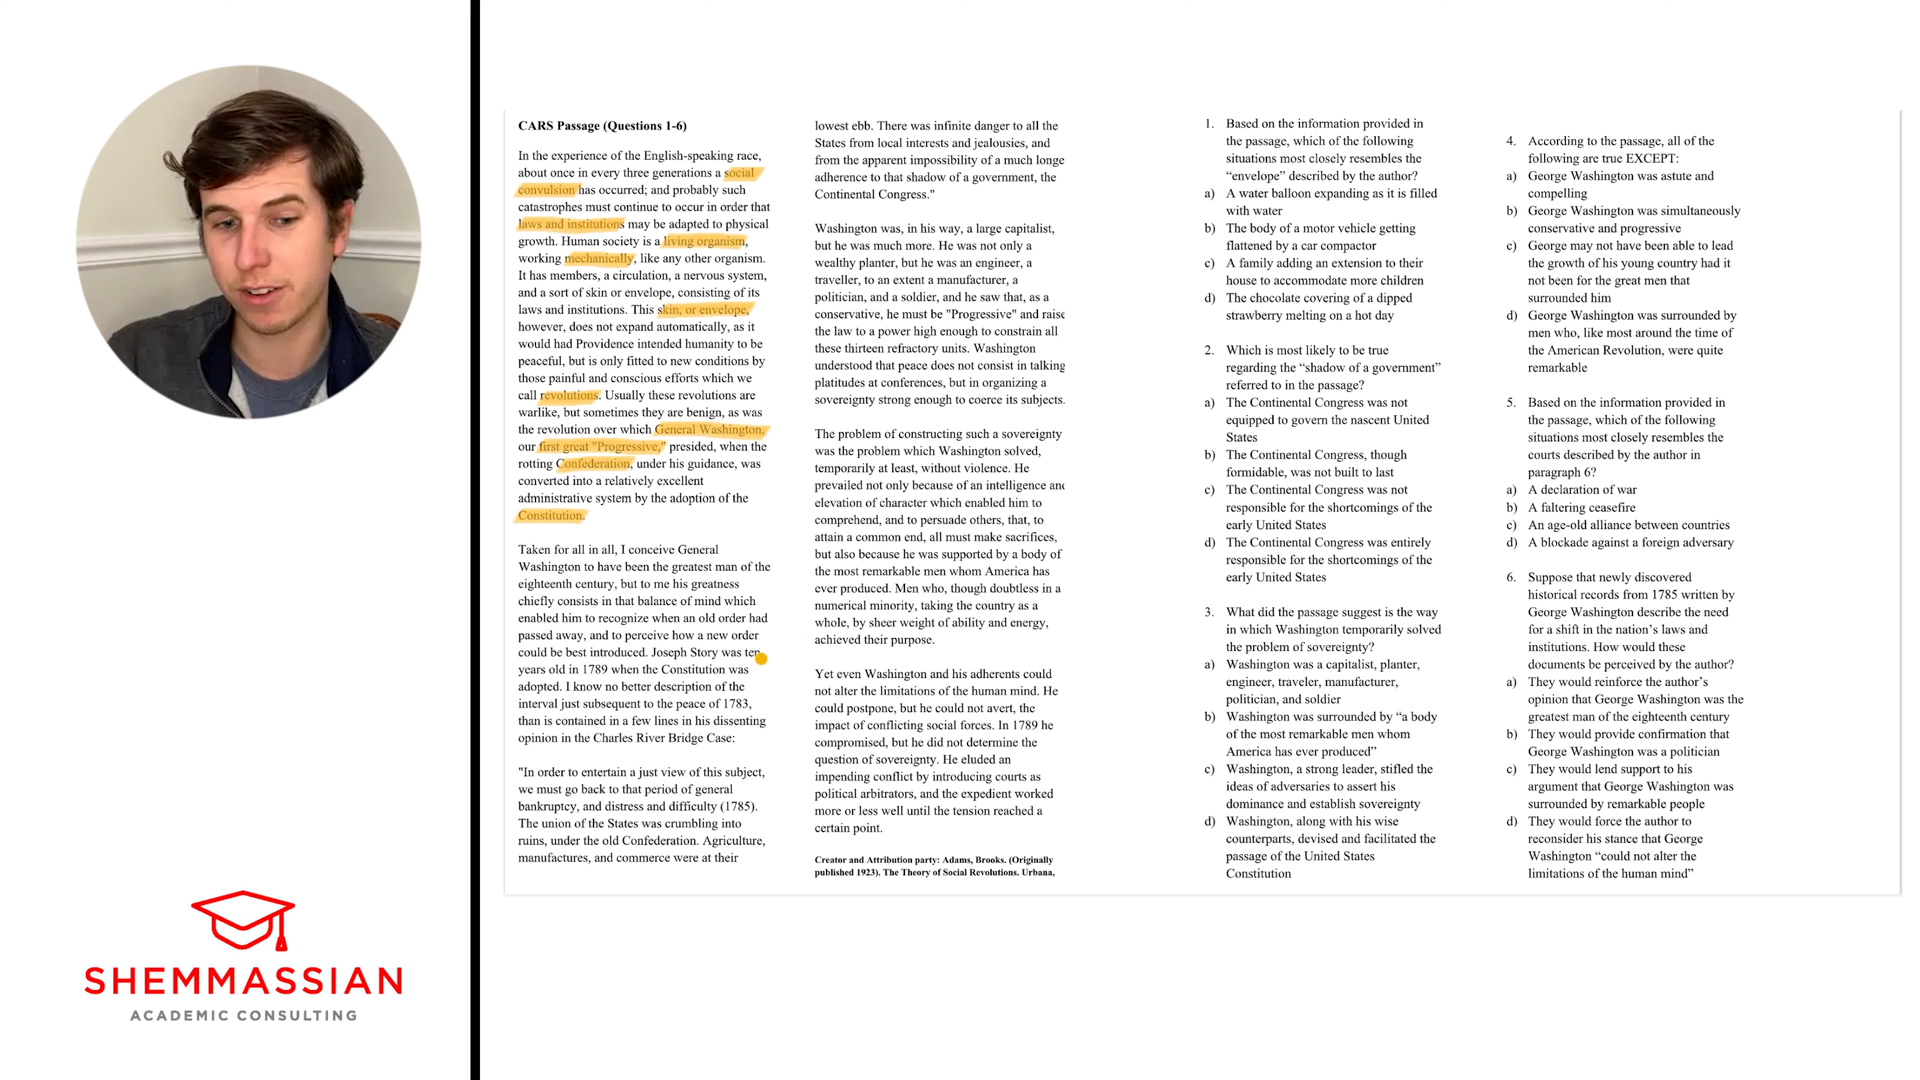 CARS Passage (Questions 1-6)
In the experience of the English-speaking race,
about once in every three generations a social
convulsion has occurred; and probably such
catastrophes must continue to occur in order that
laws and institutions may be adapted to physical
growth. Human society is a living organism,
working mechanically, like any other organism.
It has members, a circulation, a nervous system,
and a sort of skin or envelope, consisting of its
laws and institutions. This skin, or envelope,
however, does not expand automatically, as it
would had Providence intended humanity to be
peaceful, but is only fitted to new conditions by
those painful and conscious efforts which we
call revolutions. Usually these revolutions are
warlike, but sometimes they are benign, as was
the revolution over which General Washington,
our first great "Progressive," presided, when the
rotting Confederation, under his guidance, was
converted into a relatively excellent
administrative system by the adoption of the
Constitution.
Taken for all in all, I conceive General
Washington to have been the greatest man of the
eighteenth century, but to me his greatness
chiefly consists in that balance of mind which
enabled him to recognize when an old order had
passed away, and to perceive how a new order
could be best introduced. Joseph Story was ten
years old in 1789 when the Constitution was
adopted. I know no better description of the
interval just subsequent to the peace of 1783,
than is contained in a few lines in his dissenting
opinion in the Charles River Bridge Case:
"In order to entertain a just view of this subject,
we must go back to that period of general
bankruptcy, and distress and difficulty (1785).
The union of the States was crumbling into
ruins, under the old Confederation. Agriculture,
manufactures, and commerce were at their
lowest ebb. There was infinite danger to all the
States from local interests and jealousies, and
from the apparent impossibility of a much longe
adherence to that shadow of a government, the
Continental Congress."
Washington was, in his way, a large capitalist,
but he was much more. He was not only a
wealthy planter, but he was an engineer, a
traveller, to an extent a manufacturer, a
politician, and a soldier, and he saw that, as a
conservative, he must be "Progressive" and raise
the law to a power high enough to constrain all
these thirteen refractory units. Washington
understood that peace does not consist in talking
platitudes at conferences, but in organizing a
sovereignty strong enough to coerce its subjects.
The problem of constructing such a sovereignty
was the problem which Washington solved,
temporarily at least, without violence. He
prevailed not only because of an intelligence and
elevation of character which enabled him to
comprehend, and to persuade others, that, to
attain a common end, all must make sacrifices,
but also because he was supported by a body of
the most remarkable men whom America has
ever produced. Men who, though doubtless in a
numerical minority, taking the country as a
whole, by sheer weight of ability and energy,
achieved their purpose.
Yet even Washington and his adherents could
not alter the limitations of the human mind. He
could postpone, but he could not avert, the
impact of conflicting social forces. In 1789 he
compromised, but he did not determine the
question of sovereignty. He eluded an
impending conflict by introducing courts as
political arbitrators, and the expedient worked
more or less well until the tension reached a
certain point.
Creator and Attribution party: Adams, Brooks. (Originally
published 1923). The Theory of Social Revolutions. Urbana,
1. Based on the information provided in
the passage, which of the following
situations most closely resembles the
“envelope” described by the author?
a) A water balloon expanding as it is filled
with water
b) The body of a motor vehicle getting
flattened by a car compactor
c) A family adding an extension to their
house to accommodate more children
d) The chocolate covering of a dipped
strawberry melting on a hot day
2. Which is most likely to be true
regarding the “shadow of a government”
referred to in the passage?
a) The Continental Congress was not
equipped to govern the nascent United
States
b) The Continental Congress, though
formidable, was not built to last
c) The Continental Congress was not
responsible for the shortcomings of the
early United States
d) The Continental Congress was entirely
responsible for the shortcomings of the
early United States
3. What did the passage suggest is the way
in which Washington temporarily solved
the problem of sovereignty?
a) Washington was a capitalist, planter,
engineer, traveler, manufacturer,
politician, and soldier
b) Washington was surrounded by “a body
of the most remarkable men whom
America has ever produced”
c) Washington, a strong leader, stifled the
ideas of adversaries to assert his
dominance and establish sovereignty
d) Washington, along with his wise
counterparts, devised and facilitated the
passage of the United States
Constitution
4. According to the passage, all of the
following are true EXCEPT:
a) George Washington was astute and
compelling
b) George Washington was simultaneously
conservative and progressive
c) George may not have been able to lead
the growth of his young country had it
not been for the great men that
surrounded him
d) George Washington was surrounded by
men who, like most around the time of
the American Revolution, were quite
remarkable
5. Based on the information provided in
the passage, which of the following
situations most closely resembles the
courts described by the author in
paragraph 6?
a) A declaration of war
b) A faltering ceasefire
c) An age-old alliance between countries
d) A blockade against a foreign adversary
6. Suppose that newly discovered
historical records from 1785 written by
George Washington describe the need
for a shift in the nation’s laws and
institutions. How would these
documents be perceived by the author?
a) They would reinforce the author’s
opinion that George Washington was the
greatest man of the eighteenth century
b) They would provide confirmation that
George Washington was a politician
c) They would lend support to his
argument that George Washington was
surrounded by remarkable people
d) They would force the author to
reconsider his stance that George
Washington “could not alter the
limitations of the human mind”
SHEMMASSIAN
ACADEMIC CONSULTING